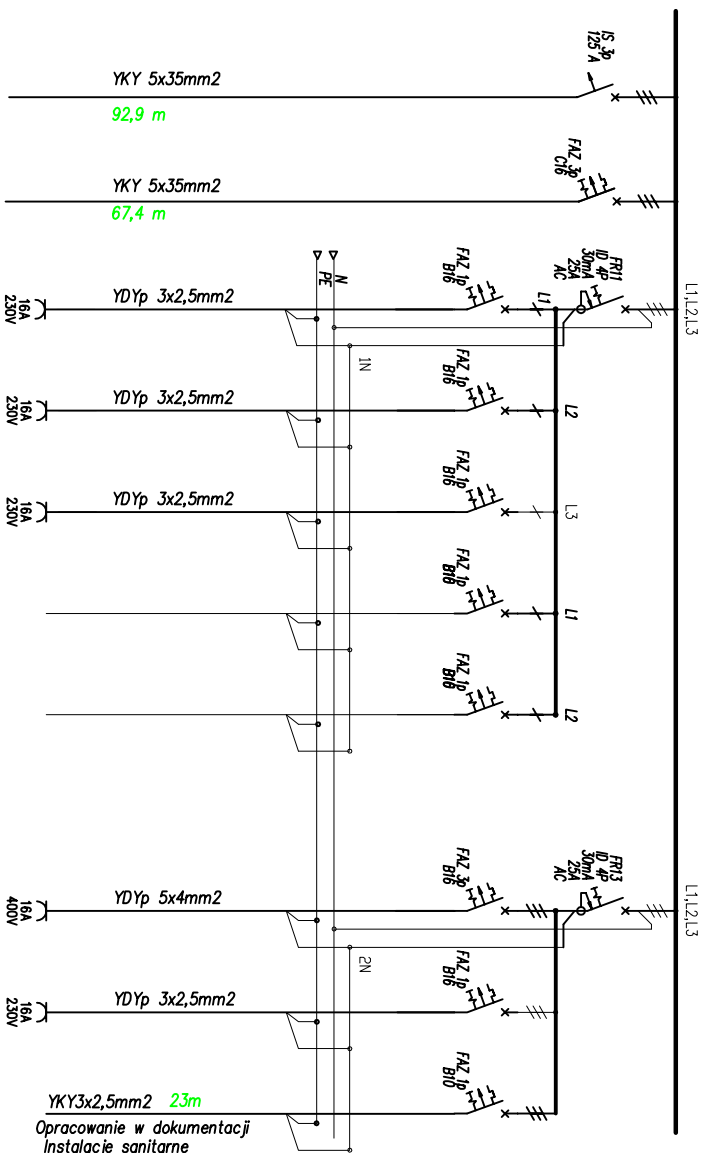 IS 3p
125 A
YKY 5x35mm2
92,9 m
FAZ 3p
C16
YKY 5x35mm2
67,4 m
L1,L2,L3
FR11
ID 4P
30mA
25A
AC
N
PE
FAZ 1p
B16
L1
YDYp 3x2,5mm2
16A
230V
1N
FAZ 1p
B16
L2
YDYp 3x2,5mm2
16A
230V
FAZ 1p
B16
L3
YDYp 3x2,5mm2
16A
230V
FAZ 1p
L1
FAZ 1p
L2
L1,L2,L3
FR13
ID 4P
30mA
25A
AC
FAZ 3p
B16
YDYp 5x4mm2
16A
400V
2N
FAZ 1p
B16
YDYp 3x2,5mm2
16A
230V
FAZ 1p
B10
YKY3x2,5mm2 23m
Opracowanie w dokumentacji
Instalacje sanitarne